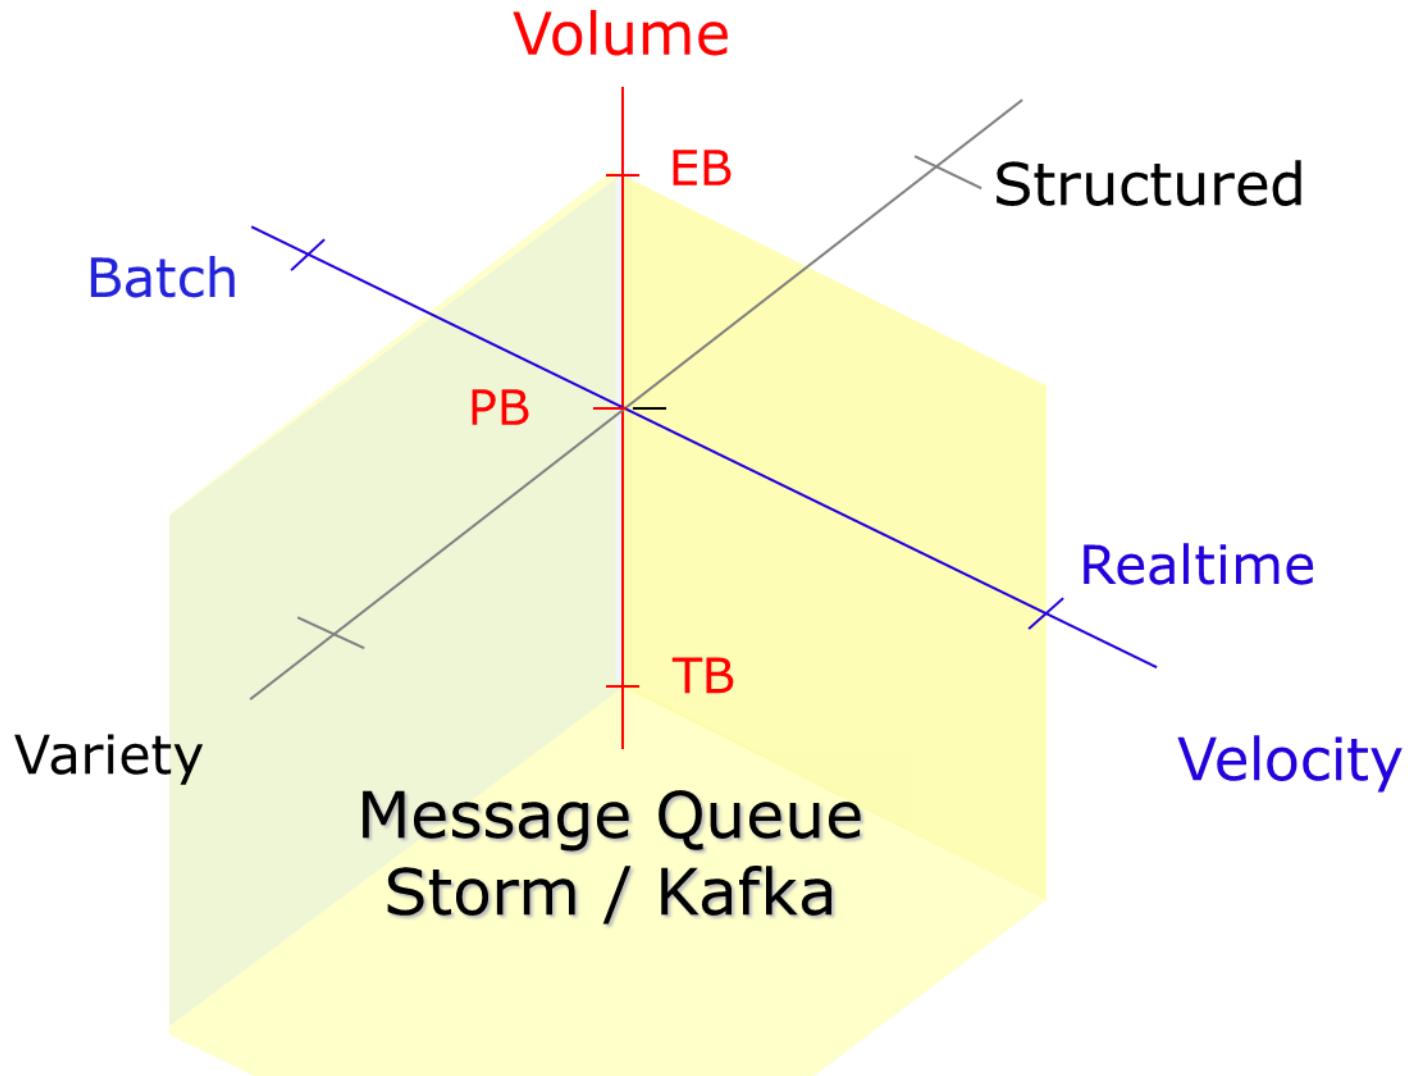 Volume
EB
Structured
Batch
PB
Realtime
TB
Variety
Velocity
Message Queue
Storm / Kafka